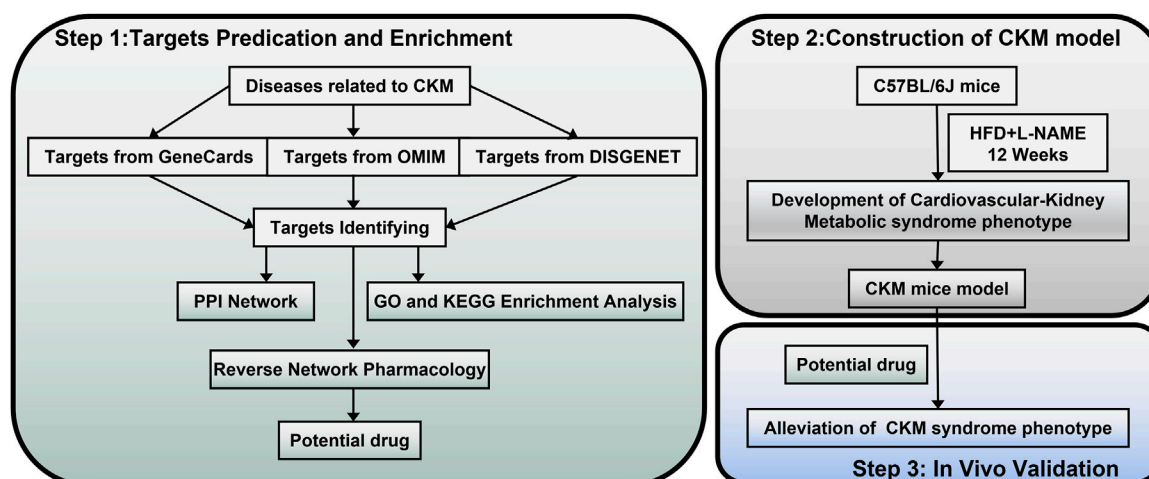 Step 1:Targets Predication and Enrichment
Diseases related to CKM
Targets from GeneCards
Targets from OMIM
Targets from DISGENET
Targets Identifying
PPI Network
GO and KEGG Enrichment Analysis
Reverse Network Pharmacology
Potential drug
Step 2:Construction of CKM model
C57BL/6J mice
HFD+L-NAME
12 Weeks
Development of Cardiovascular-Kidney
Metabolic syndrome phenotype
CKM mice model
Potential drug
Alleviation of CKM syndrome phenotype
Step 3: In Vivo Validation